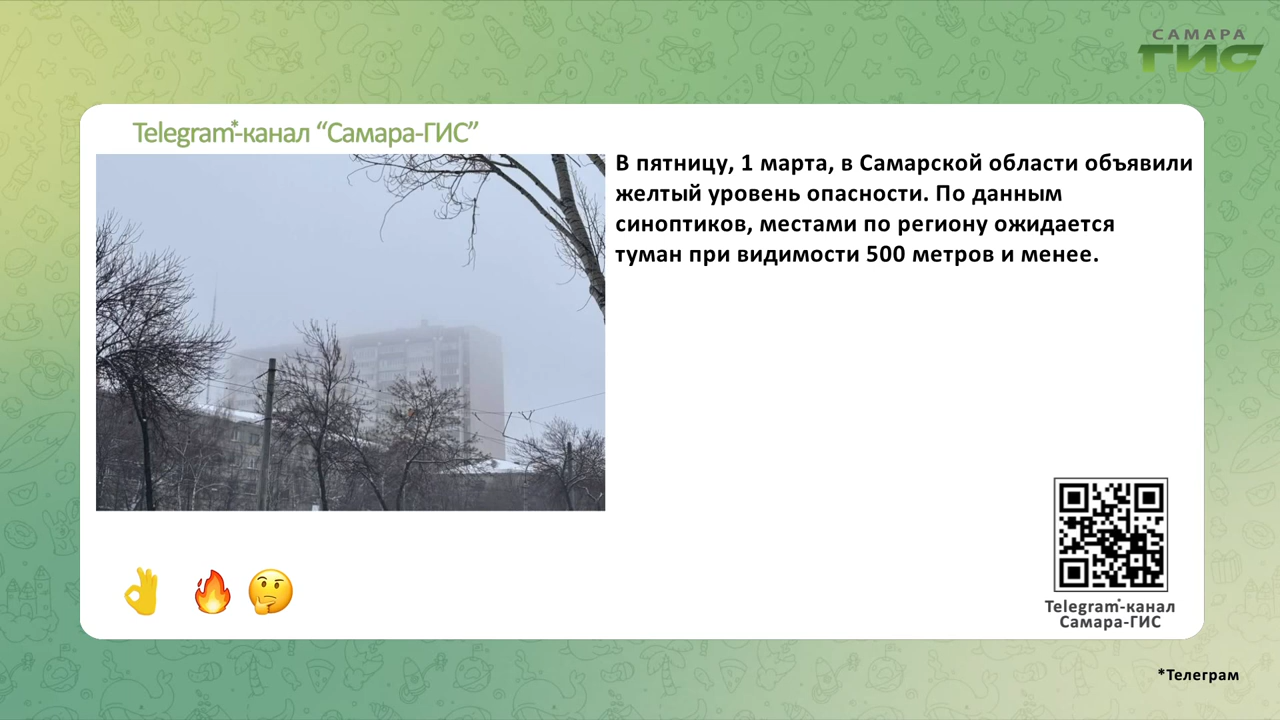 САМАРА
ГИС
Telegram*-канал “Самара-ГИС”
В пятницу, 1 марта, в Самарской области объявили
желтый уровень опасности. По данным
синоптиков, местами по региону ожидается
туман при видимости 500 метров и менее.
Telegram*-канал
Самара-ГИС
*Телеграм